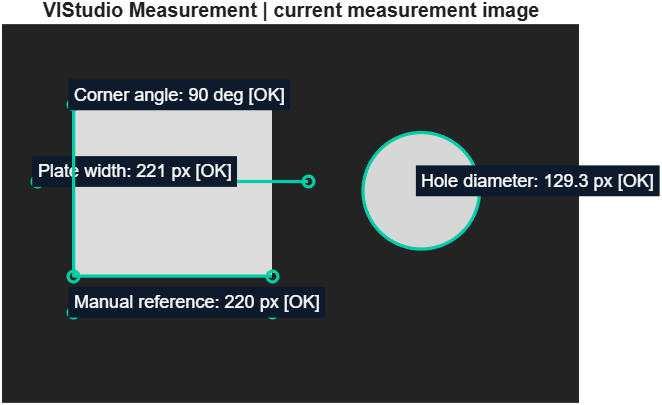 VIStudio Measurement | current measurement image
Corner angle: 90 deg [OK]
Plate width: 221 px [OK]
Hole diameter: 129.3 px [OK]
Manual reference: 220 px [OK]